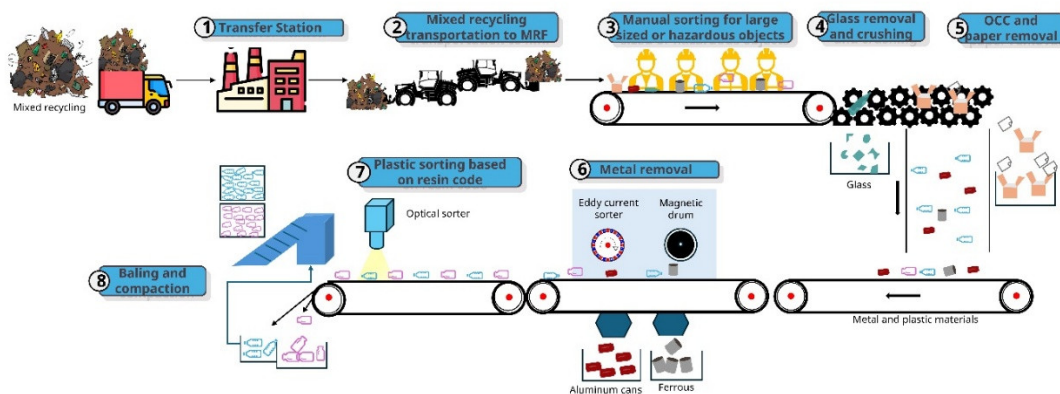 1 Transfer Station
2 Mixed recycling
transportation to MRF
3 Manual sorting for large
sized or hazardous objects
4 Glass removal
and crushing
5 OCC and
paper removal
Mixed recycling
Glass
7 Plastic sorting based
on resin code
Optical sorter
6 Metal removal
Eddy current
sorter
Magnetic
drum
8 Baling and
compaction
Metal and plastic materials
Aluminum cans
Ferrous